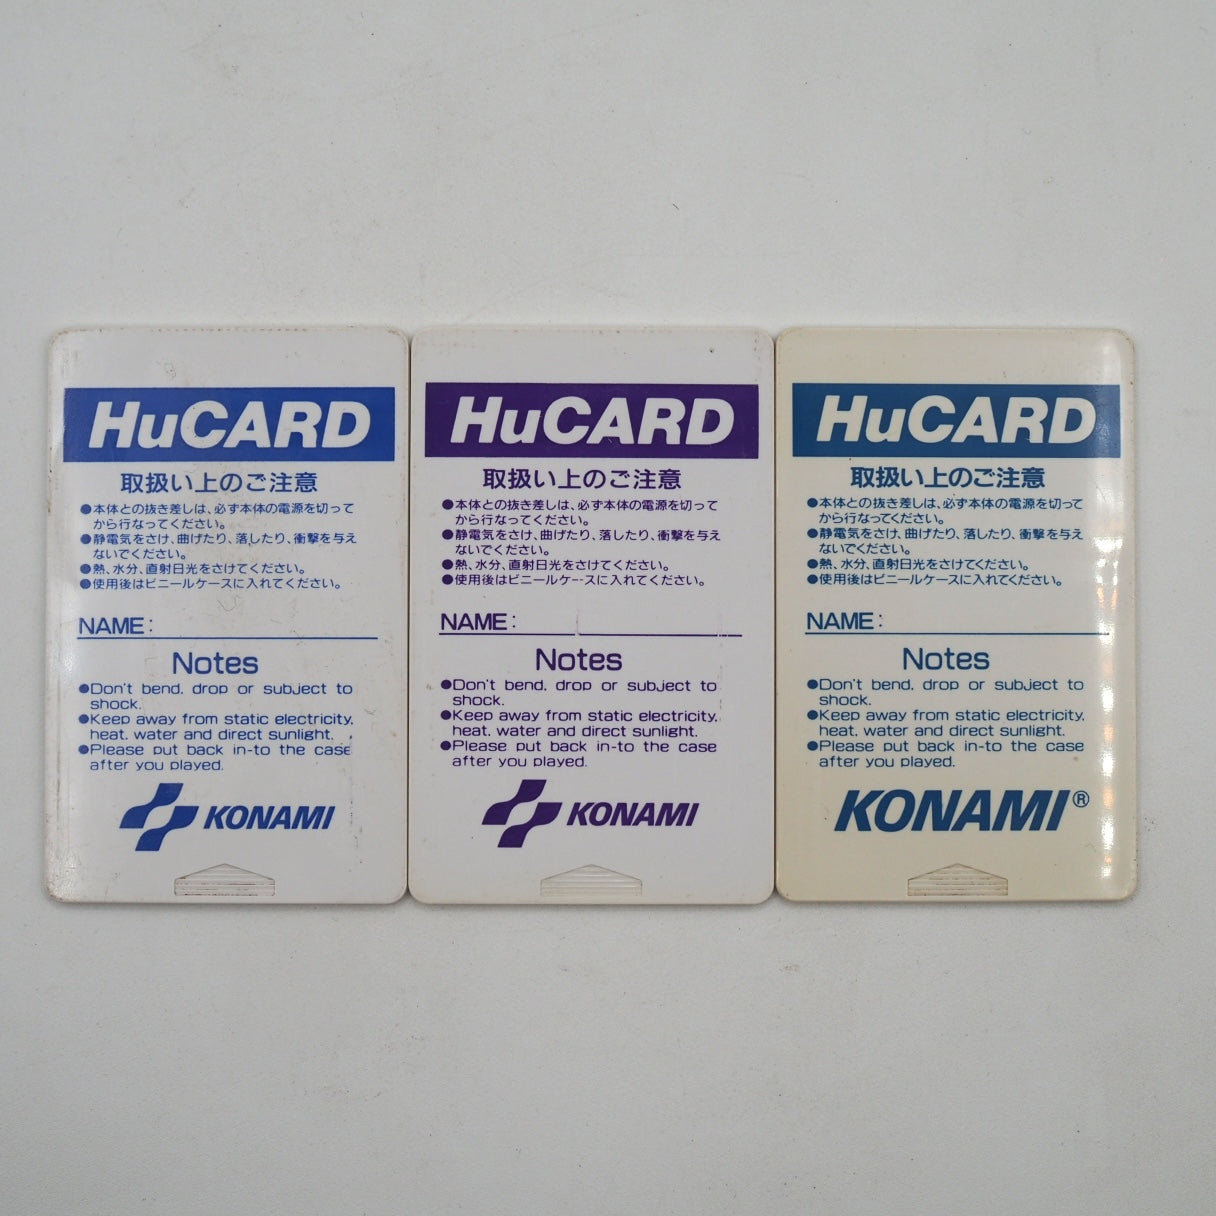 HuCARD
取扱い上のご注意
●本体との抜き差しは、必ず本体の電源を切って
から行なってください。
●静電気をさけ、曲げたり、落したり、衝撃を与え
ないでください。
●熱、水分、直射日光をさけてください。
●使用後はビニールケースに入れてください。
NAME:
Notes
●Don't bend, drop or subject to
shock.
●Keep away from static electricity,
heat, water and direct sunlight.
●Please put back in-to the case
after you played.
KONAMI
HuCARD
取扱い上のご注意
●本体との抜き差しは、必ず本体の電源を切って
から行なってください。
●静電気をさけ、曲げたり、落したり、衝撃を与え
ないでください。
●熱、水分、直射日光をさけてください。
●使用後はビニールケースに入れてください。
NAME:
Notes
●Don't bend, drop or subject to
shock.
●Keep away from static electricity,
heat, water and direct sunlight.
●Please put back in-to the case
after you played.
KONAMI
HuCARD
取扱い上のご注意
●本体との抜き差しは、必ず本体の電源を切って
から行なってください。
●静電気をさけ、曲げたり、落したり、衝撃を与え
ないでください。
●熱、水分、直射日光をさけてください。
●使用後はビニールケースに入れてください。
NAME:
Notes
●Don't bend, drop or subject to
shock.
●Keep away from static electricity,
heat, water and direct sunlight.
●Please put back in-to the case
after you played.
KONAMI®